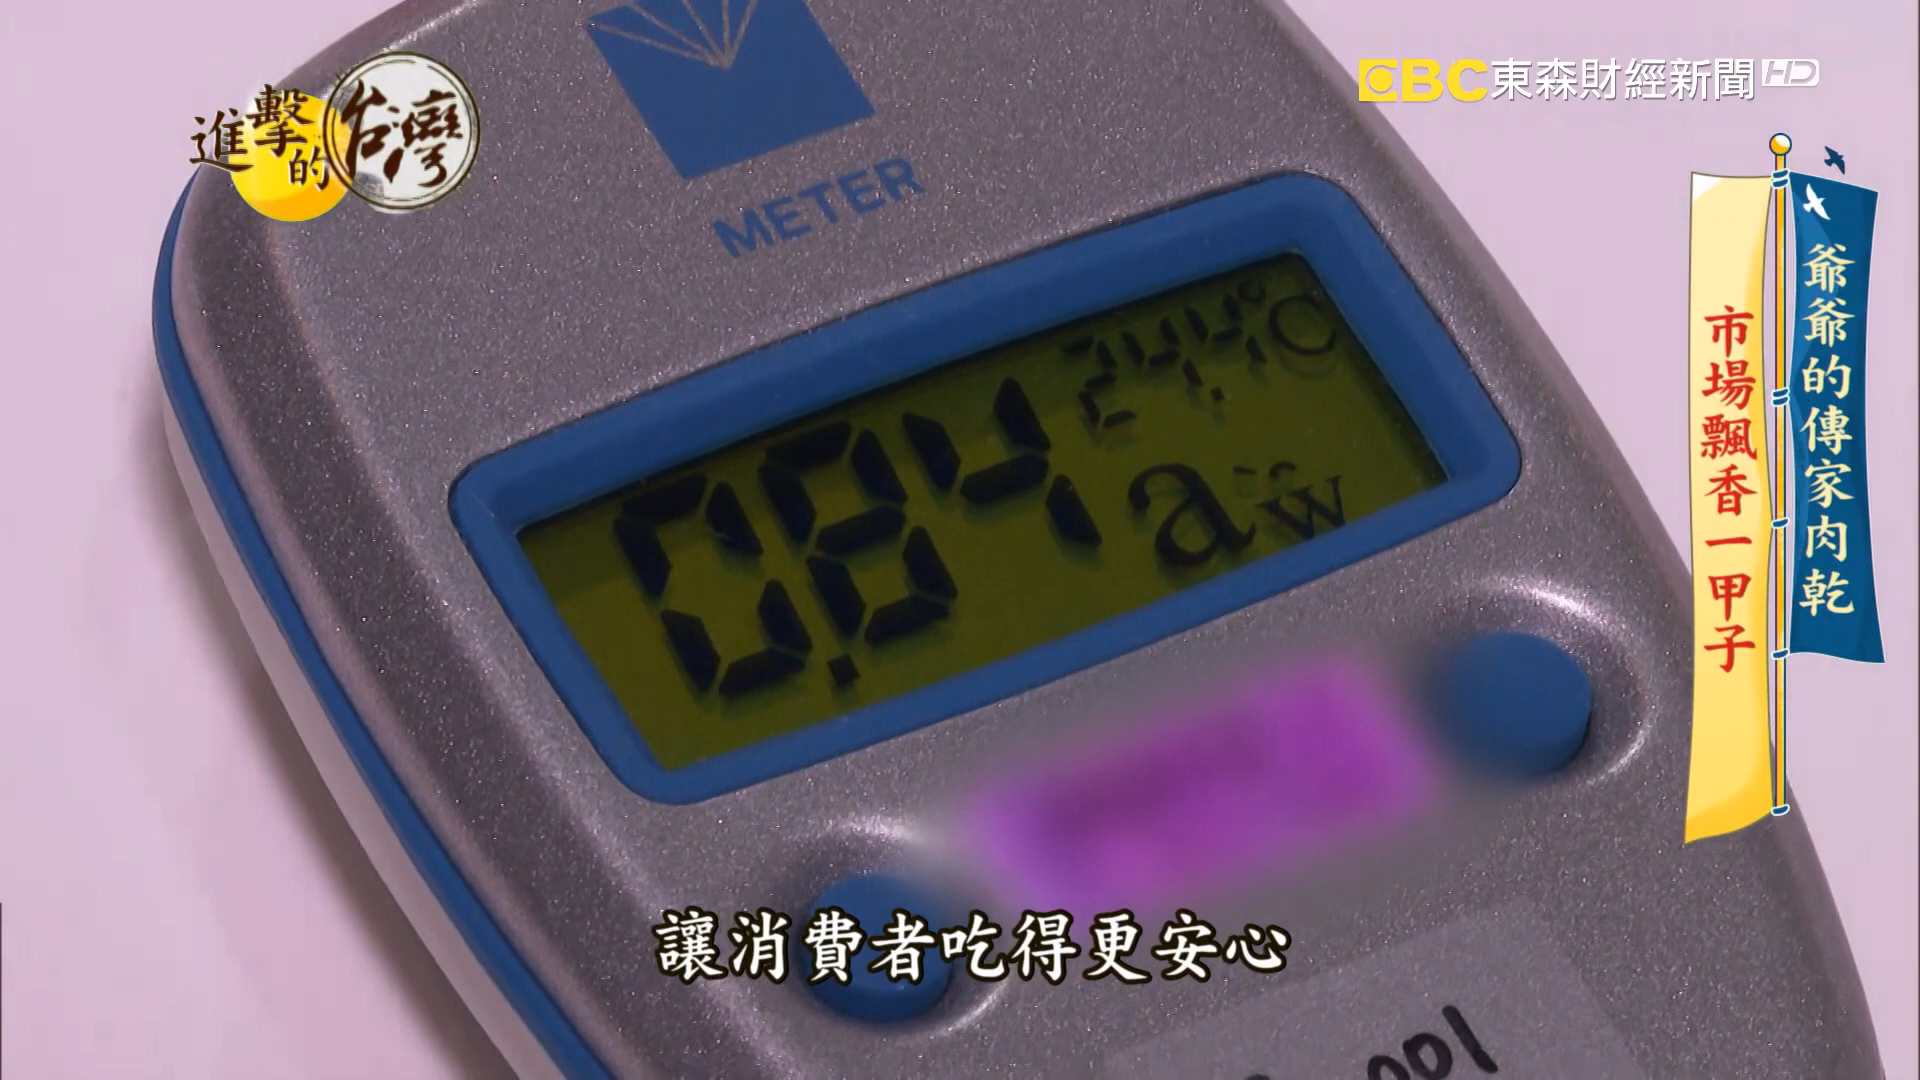 進擊的台灣
EBC東森財經新聞HD
METER
24.4°C
0.84 aw
爺爺的傳家肉乾
市場飄香一甲子
讓消費者吃得更安心
001